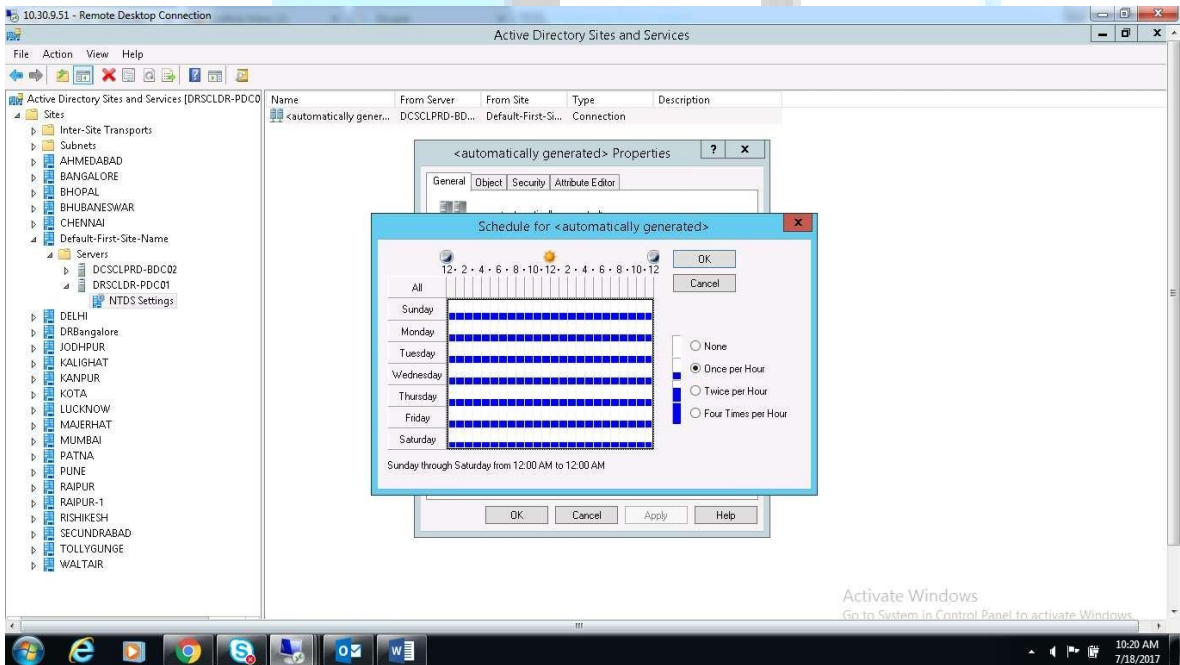 10.30.9.51 - Remote Desktop Connection
Active Directory Sites and Services
File Action View Help
Active Directory Sites and Services [DRSCLDR-PDC0
Sites
Inter-Site Transports
Subnets
AHMEDABAD
BANGALORE
BHOPAL
BHUBANESWAR
CHENNAI
Default-First-Site-Name
Servers
DCSCLPRD-BDC02
DRSCLDR-PDC01
NTDS Settings
DELHI
DRBangalore
JODHPUR
KALIGHAT
KANPUR
KOTA
LUCKNOW
MAJERHAT
MUMBAI
PATNA
PUNE
RAIPUR
RAIPUR-1
RISHIKESH
SECUNDRABAD
TOLLYGUNGE
WALTAIR
Name From Server From Site Type Description
<automatically gener... DCSCLPRD-BD... Default-First-Si... Connection
<automatically generated> Properties ? x
General Object Security Attribute Editor
Schedule for <automatically generated> x
12 · 2 · 4 · 6 · 8 · 10 · 12 · 2 · 4 · 6 · 8 · 10 · 12
All
Sunday
Monday
Tuesday
Wednesday
Thursday
Friday
Saturday
OK
Cancel
None
Once per Hour
Twice per Hour
Four Times per Hour
Sunday through Saturday from 12:00 AM to 12:00 AM
OK Cancel Apply Help
Activate Windows
Go to System in Control Panel to activate Windows.
10:20 AM
7/18/2017